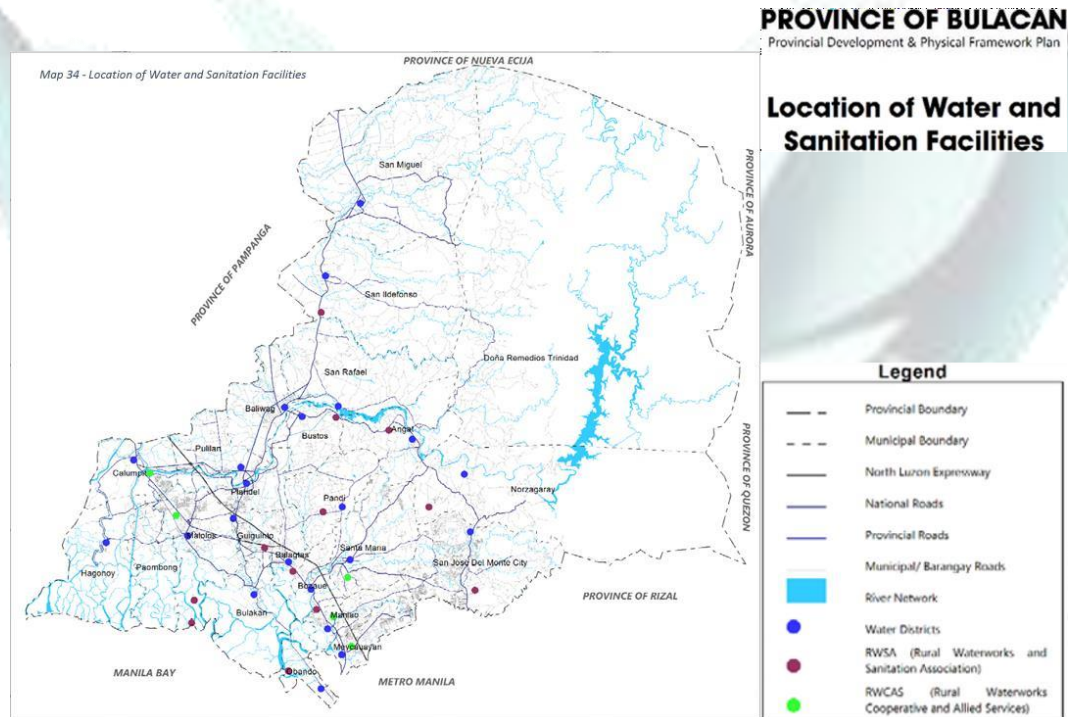 PROVINCE OF BULACAN
Provincial Development & Physical Framework Plan
Location of Water and
Sanitation Facilities
Map 34 - Location of Water and Sanitation Facilities
PROVINCE OF NUEVA ECIJA
PROVINCE OF AURORA
PROVINCE OF PAMPANGA
San Miguel
San Ildefonso
Doña Remedios Trinidad
San Rafael
Baliwag
Bustos
Angat
PROVINCE OF QUEZON
Pulilan
Calumpit
Plaridel
Norzagaray
Pandi
Malolos
Guiguinto
Santa Maria
Balagtas
San Jose Del Monte City
Hagonoy
Paombong
Bocaue
PROVINCE OF RIZAL
Bulakan
Marilao
Meycauayan
Obando
MANILA BAY
METRO MANILA
Legend
Provincial Boundary
Municipal Boundary
North Luzon Expressway
National Roads
Provincial Roads
Municipal/ Barangay Roads
River Network
Water Districts
RWSA (Rural Waterworks and
Sanitation Association)
RWCAS (Rural Waterworks
Cooperative and Allied Services)